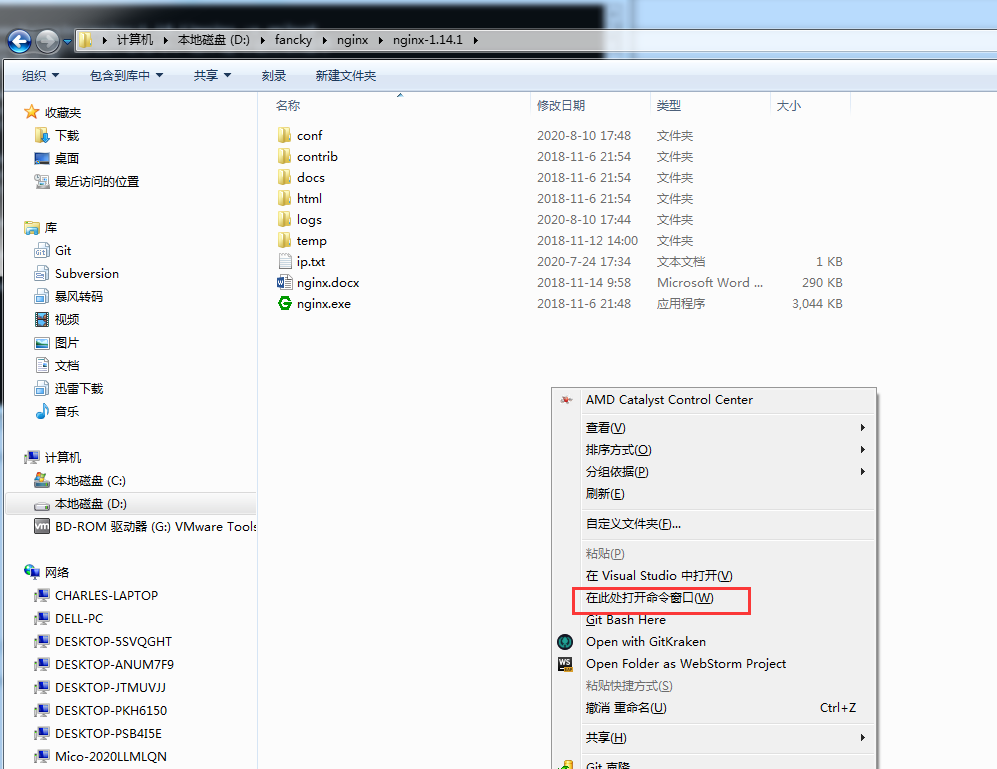 计算机 本地磁盘 (D:) fancky nginx nginx-1.14.1
组织 包含到库中 共享 刻录 新建文件夹
名称 修改日期 类型 大小
收藏夹
下载
桌面
最近访问的位置
库
Git
Subversion
暴风转码
视频
图片
文档
迅雷下载
音乐
计算机
本地磁盘 (C:)
本地磁盘 (D:)
BD-ROM 驱动器 (G:) VMware Tools
网络
CHARLES-LAPTOP
DELL-PC
DESKTOP-5SVQGHT
DESKTOP-ANUM7F9
DESKTOP-JTMUVJJ
DESKTOP-PKH6150
DESKTOP-PSB4I5E
Mico-2020LLMLQN
conf 2020-8-10 17:48 文件夹
contrib 2018-11-6 21:54 文件夹
docs 2018-11-6 21:54 文件夹
html 2018-11-6 21:54 文件夹
logs 2020-8-10 17:44 文件夹
temp 2018-11-12 14:00 文件夹
ip.txt 2020-7-24 17:34 文本文档 1 KB
nginx.docx 2018-11-14 9:58 Microsoft Word ... 290 KB
nginx.exe 2018-11-6 21:48 应用程序 3,044 KB
AMD Catalyst Control Center
查看(V)
排序方式(O)
分组依据(P)
刷新(E)
自定义文件夹(F)...
粘贴(P)
在 Visual Studio 中打开(V)
在此处打开命令窗口(W)
Git Bash Here
Open with GitKraken
WS
Open Folder as WebStorm Project
粘贴快捷方式(S)
撤消 重命名(U) Ctrl+Z
共享(H)
Git 克隆